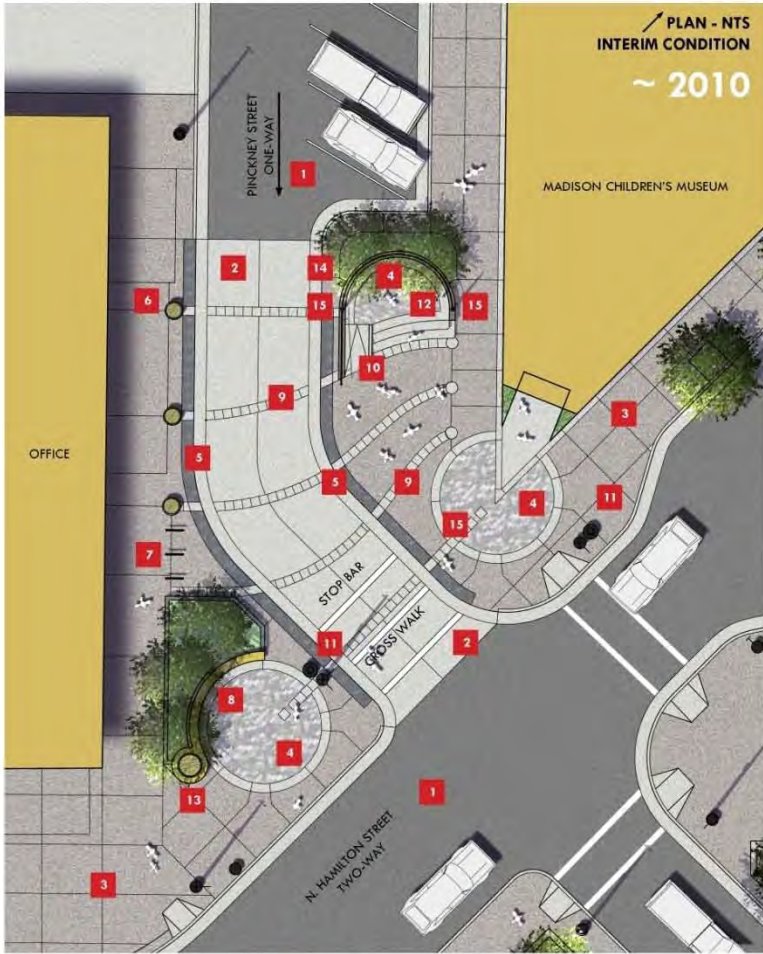 PLAN - NTS
INTERIM CONDITION
~ 2010
PINCKNEY STREET
ONE-WAY
1
MADISON CHILDREN'S MUSEUM
2
14
4
6
15
12
15
10
9
3
OFFICE
5
5
9
4
11
15
7
STOP BAR
CROSS WALK
11
2
8
4
13
1
N. HAMILTON STREET
TWO-WAY
3